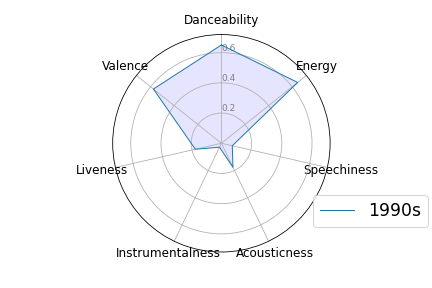 Danceability
0.6
Valence
Energy
0.4
0.2
Liveness
Speechiness
1990s
Instrumentalness
Acousticness